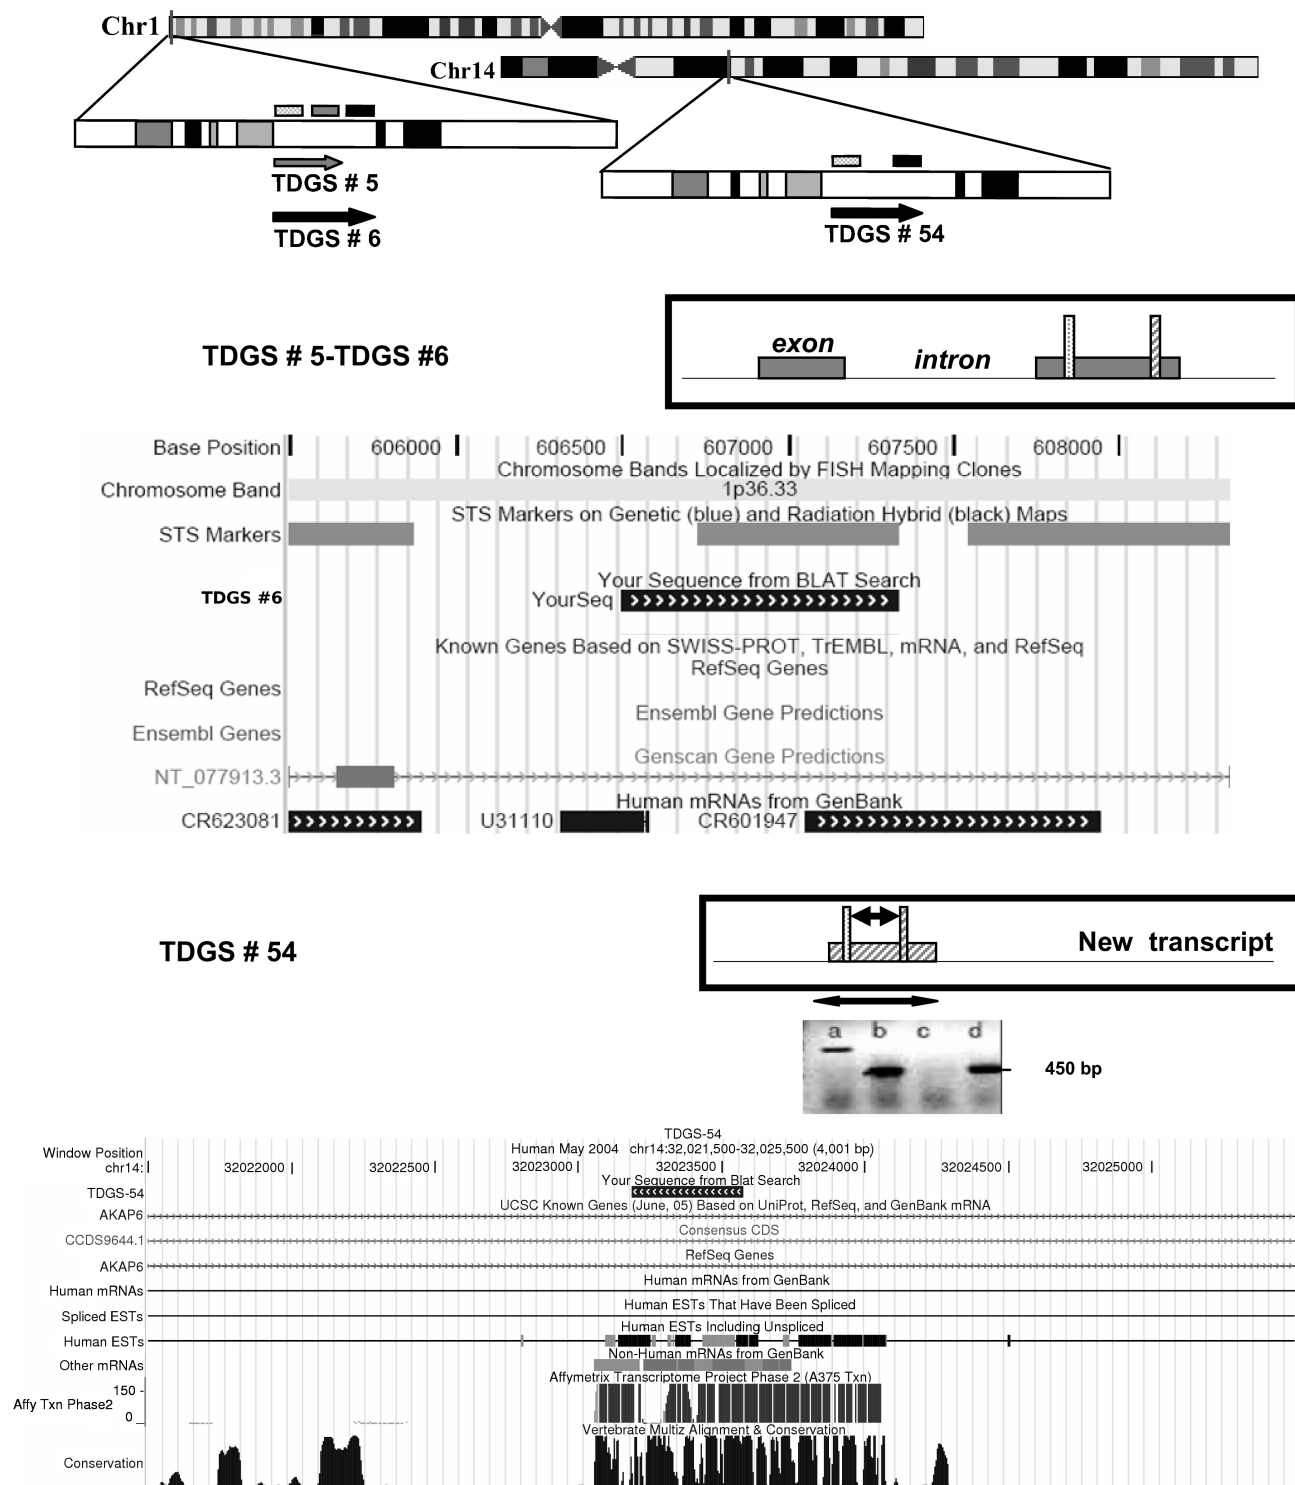 Chr1
Chr14
TDGS # 5
TDGS # 6
TDGS # 54
TDGS # 5-TDGS #6
exon
intron
Base Position 606000 606500 607000 607500 608000
Chromosome Bands Localized by FISH Mapping Clones
Chromosome Band 1p36.33
STS Markers on Genetic (blue) and Radiation Hybrid (black) Maps
STS Markers
Your Sequence from BLAT Search
TDGS #6 YourSeq
Known Genes Based on SWISS-PROT, TrEMBL, mRNA, and RefSeq
RefSeq Genes
RefSeq Genes
Ensembl Gene Predictions
Ensembl Genes
Genscan Gene Predictions
NT_077913.3
Human mRNAs from GenBank
CR623081 U31110 CR601947
TDGS # 54
New transcript
a b c d
450 bp
TDGS-54
Window Position Human May 2004 chr14:32,021,500-32,025,500 (4,001 bp)
chr14: 32022000 32022500 32023000 32023500 32024000 32024500 32025000
Your Sequence from Blat Search
TDGS-54
UCSC Known Genes (June, 05) Based on UniProt, RefSeq, and GenBank mRNA
AKAP6
Consensus CDS
CCDS9644.1
RefSeq Genes
AKAP6
Human mRNAs from GenBank
Human mRNAs
Human ESTs That Have Been Spliced
Spliced ESTs
Human ESTs Including Unspliced
Human ESTs
Non-Human mRNAs from GenBank
Other mRNAs
Affymetrix Transcriptome Project Phase 2 (A375 Txn)
150
Affy Txn Phase2
0
Vertebrate Multiz Alignment & Conservation
Conservation